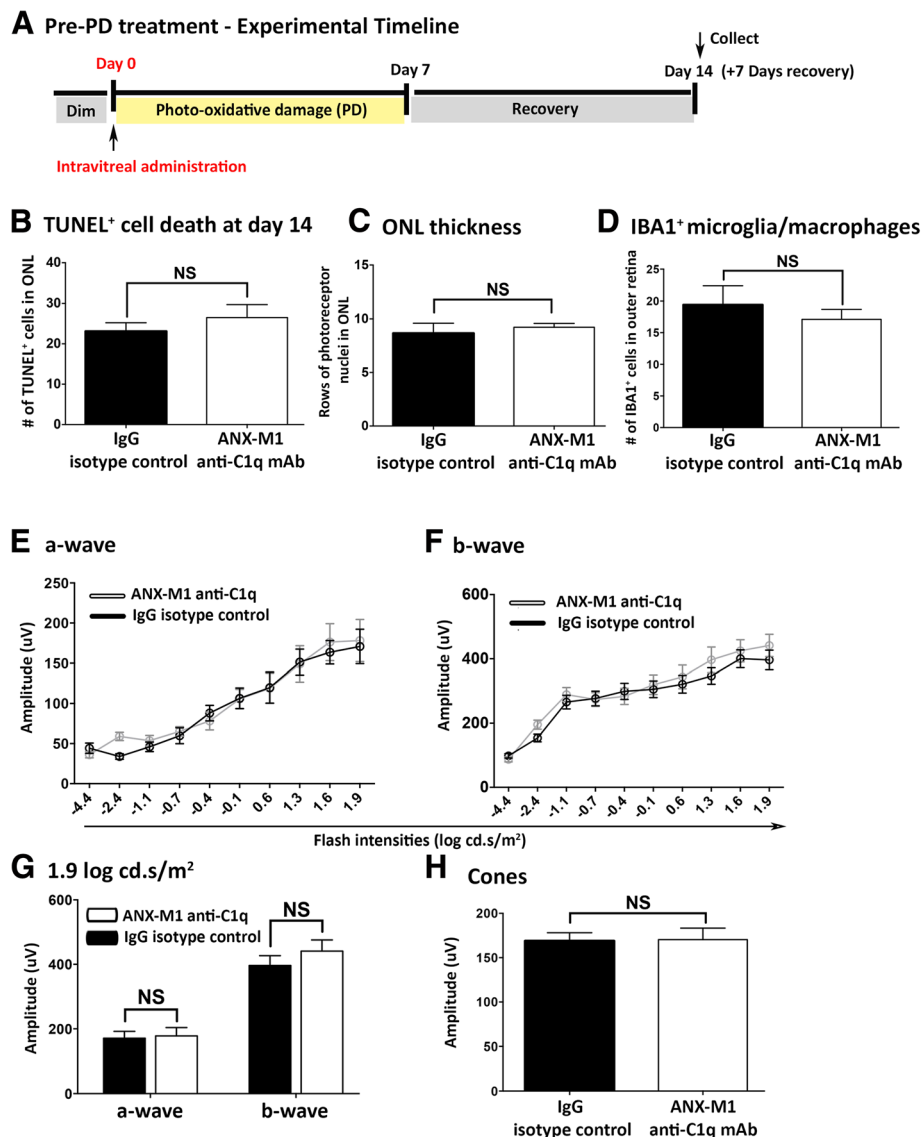 A Pre-PD treatment - Experimental Timeline
Collect
Day 0
Day 7
Day 14 (+7 Days recovery)
Dim
Photo-oxidative damage (PD)
Recovery
Intravitreal administration
B TUNEL⁺ cell death at day 14
# of TUNEL⁺ cells in ONL
40
30
20
10
0
NS
IgG
isotype control
ANX-M1
anti-C1q mAb
C ONL thickness
Rows of photoreceptor
nuclei in ONL
15
10
5
0
NS
IgG
isotype control
ANX-M1
anti-C1q mAb
D IBA1⁺ microglia/macrophages
# of IBA1⁺ cells in outer retina
25
20
15
10
5
0
NS
IgG
isotype control
ANX-M1
anti-C1q mAb
E a-wave
Amplitude (uV)
250
200
150
100
50
0
ANX-M1 anti-C1q
IgG isotype control
-4.4
-2.4
-1.1
-0.7
-0.4
-0.1
0.6
1.3
1.6
1.9
F b-wave
Amplitude (uV)
600
400
200
0
ANX-M1 anti-C1q
IgG isotype control
-4.4
-2.4
-1.1
-0.7
-0.4
-0.1
0.6
1.3
1.6
1.9
Flash intensities (log cd.s/m²)
G 1.9 log cd.s/m²
Amplitude (uV)
600
400
200
0
ANX-M1 anti-C1q
IgG isotype control
NS
NS
a-wave
b-wave
H Cones
Amplitude (uV)
200
150
100
50
0
NS
IgG
isotype control
ANX-M1
anti-C1q mAb